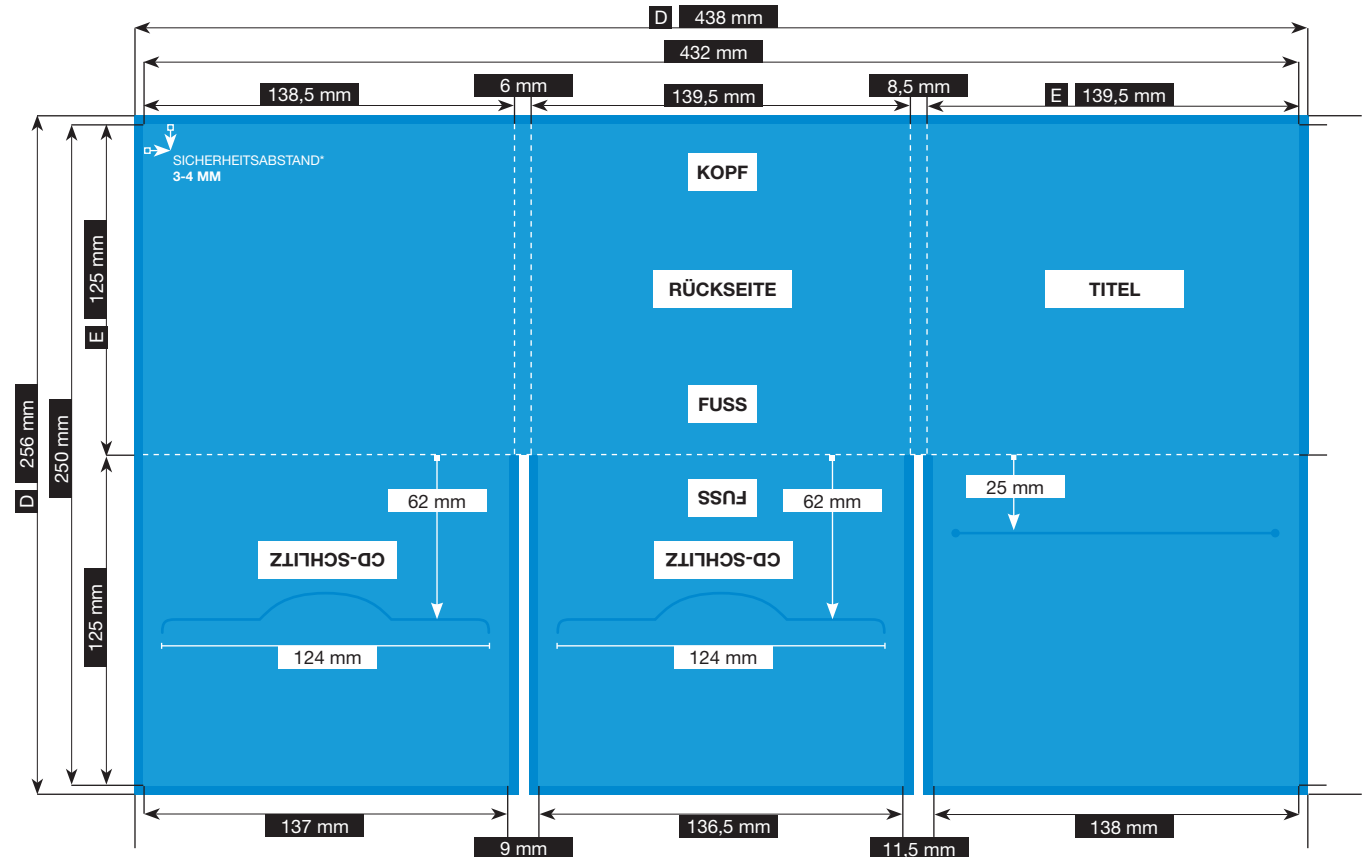 D 438 mm
432 mm
138,5 mm
6 mm
139,5 mm
8,5 mm
E 139,5 mm
SICHERHEITSABSTAND*
3-4 MM
KOPF
RÜCKSEITE
TITEL
FUSS
125 mm
E
D 256 mm
250 mm
125 mm
62 mm
FUSS
62 mm
25 mm
CD-SCHLITZ
CD-SCHLITZ
124 mm
124 mm
137 mm
9 mm
136,5 mm
11,5 mm
138 mm